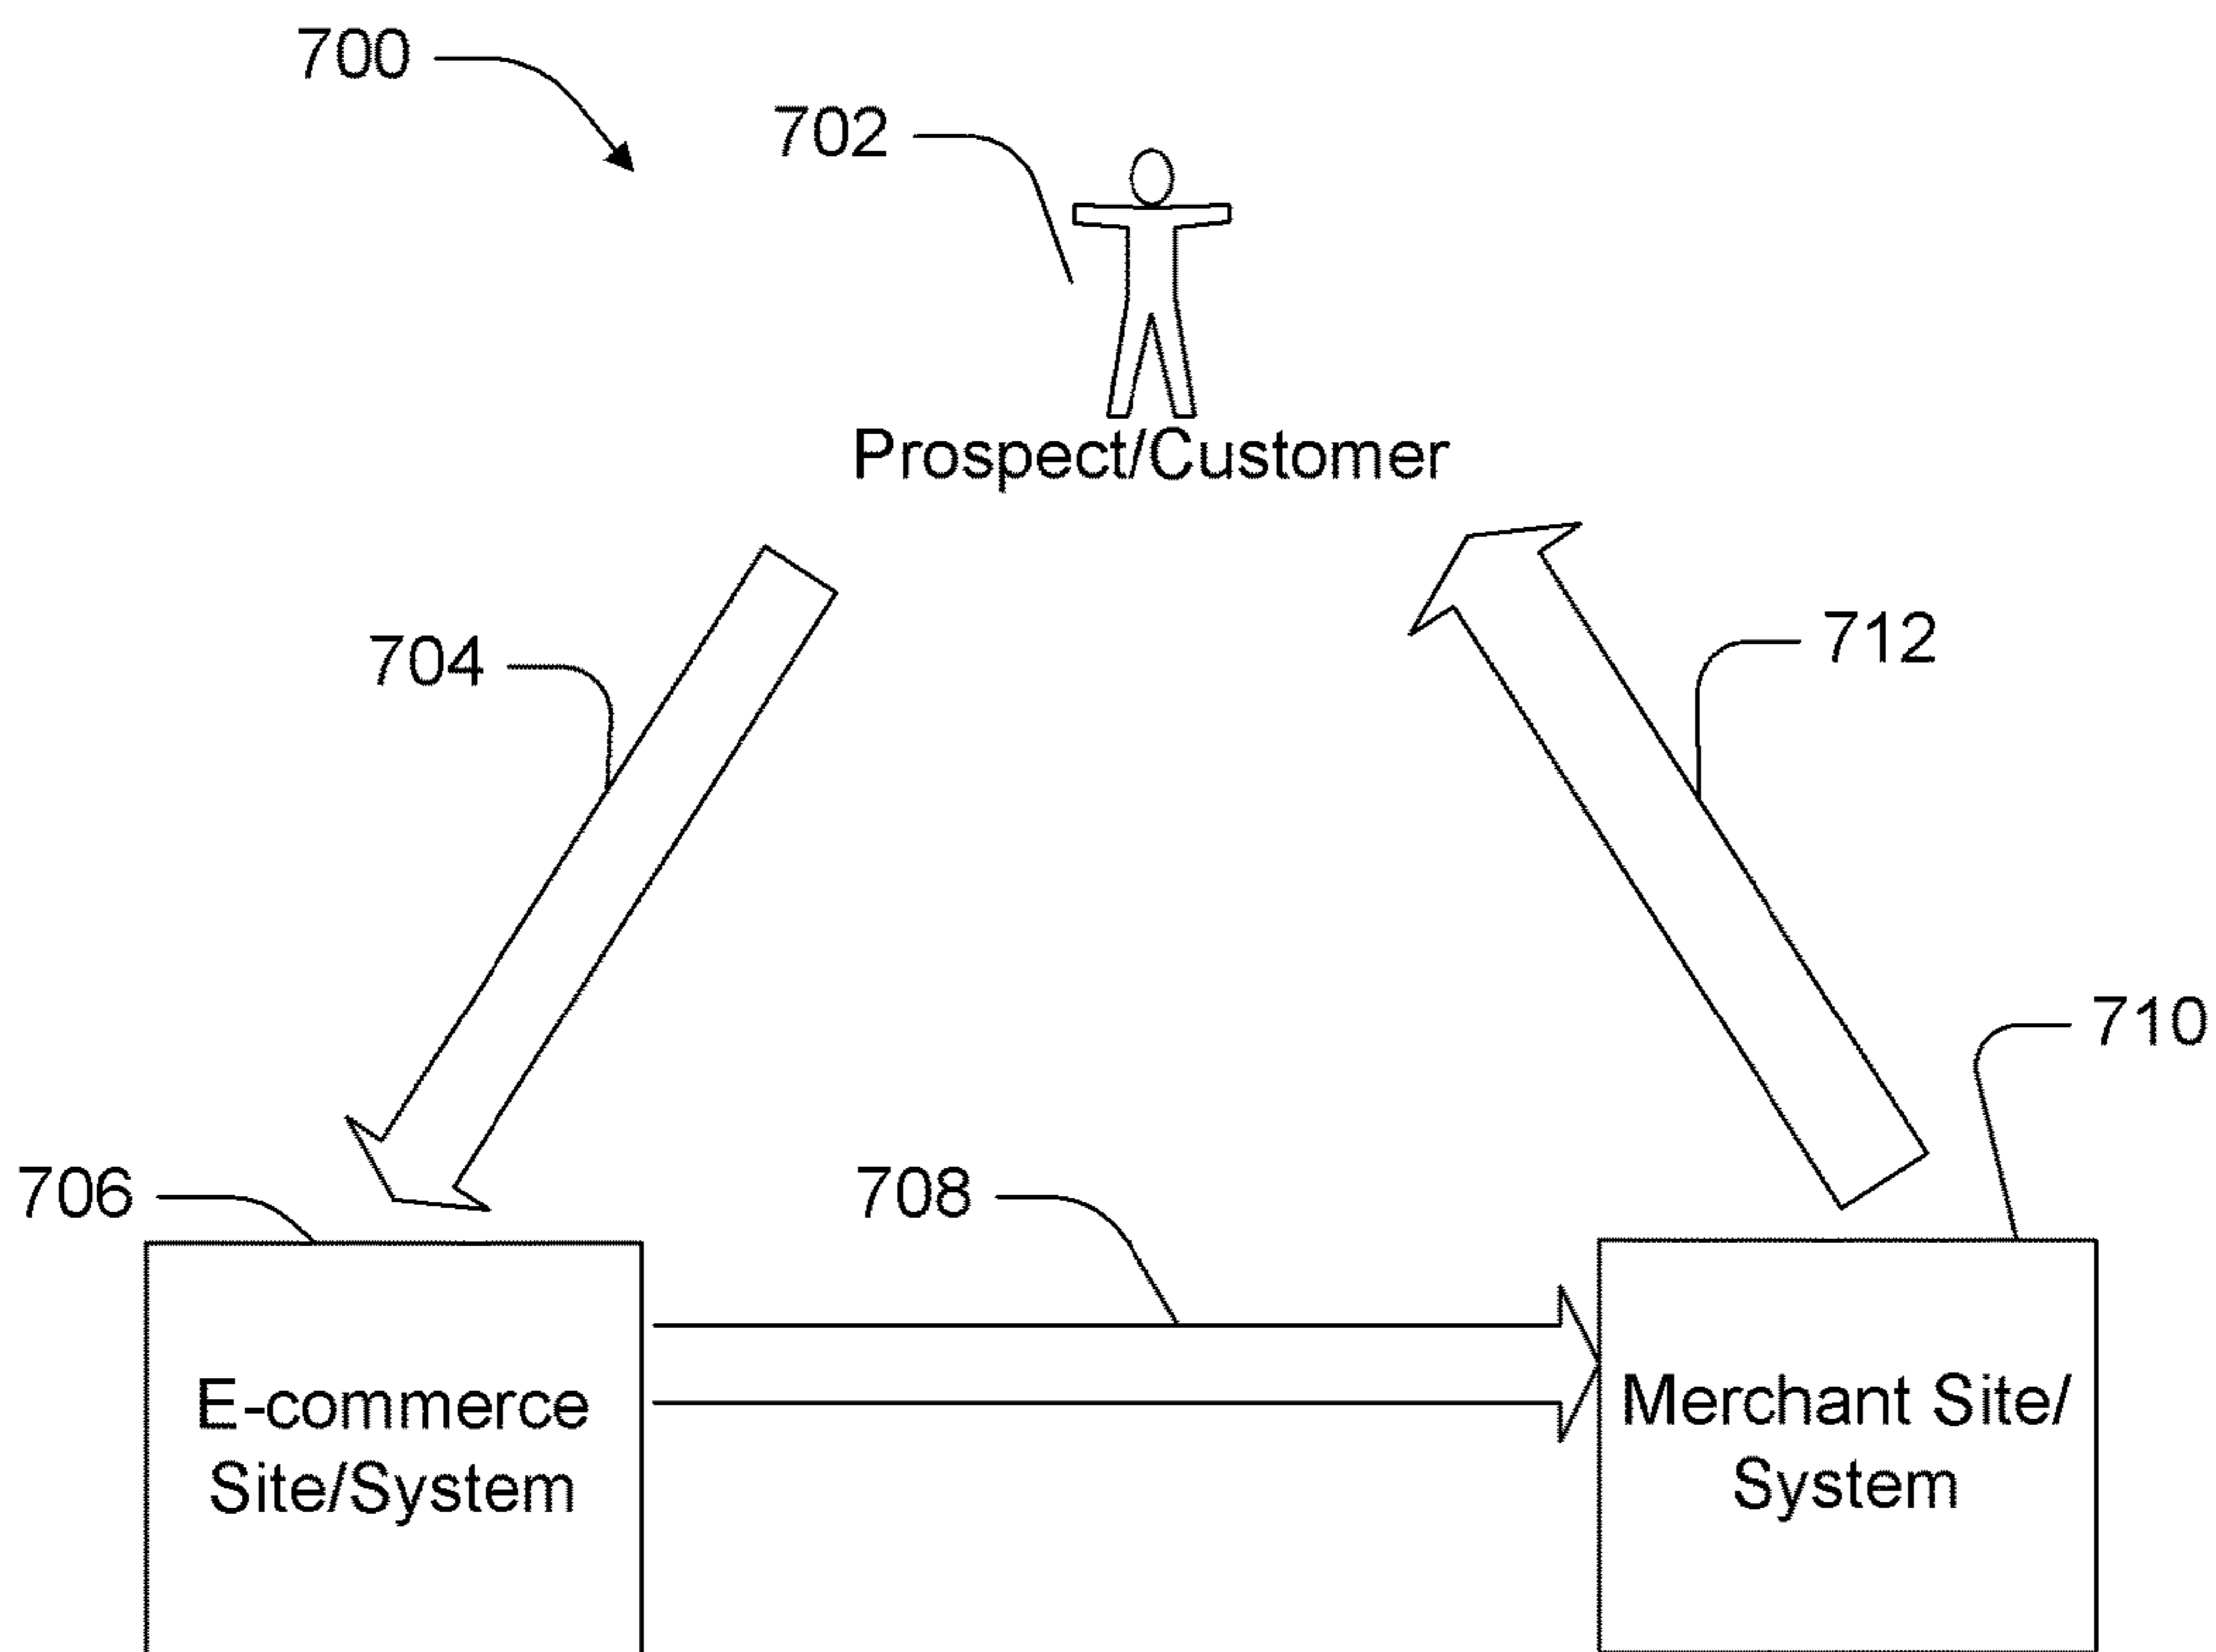 700
702
Prospect/Customer
704
712
710
706
708
E-commerce
Site/System
Merchant Site/
System